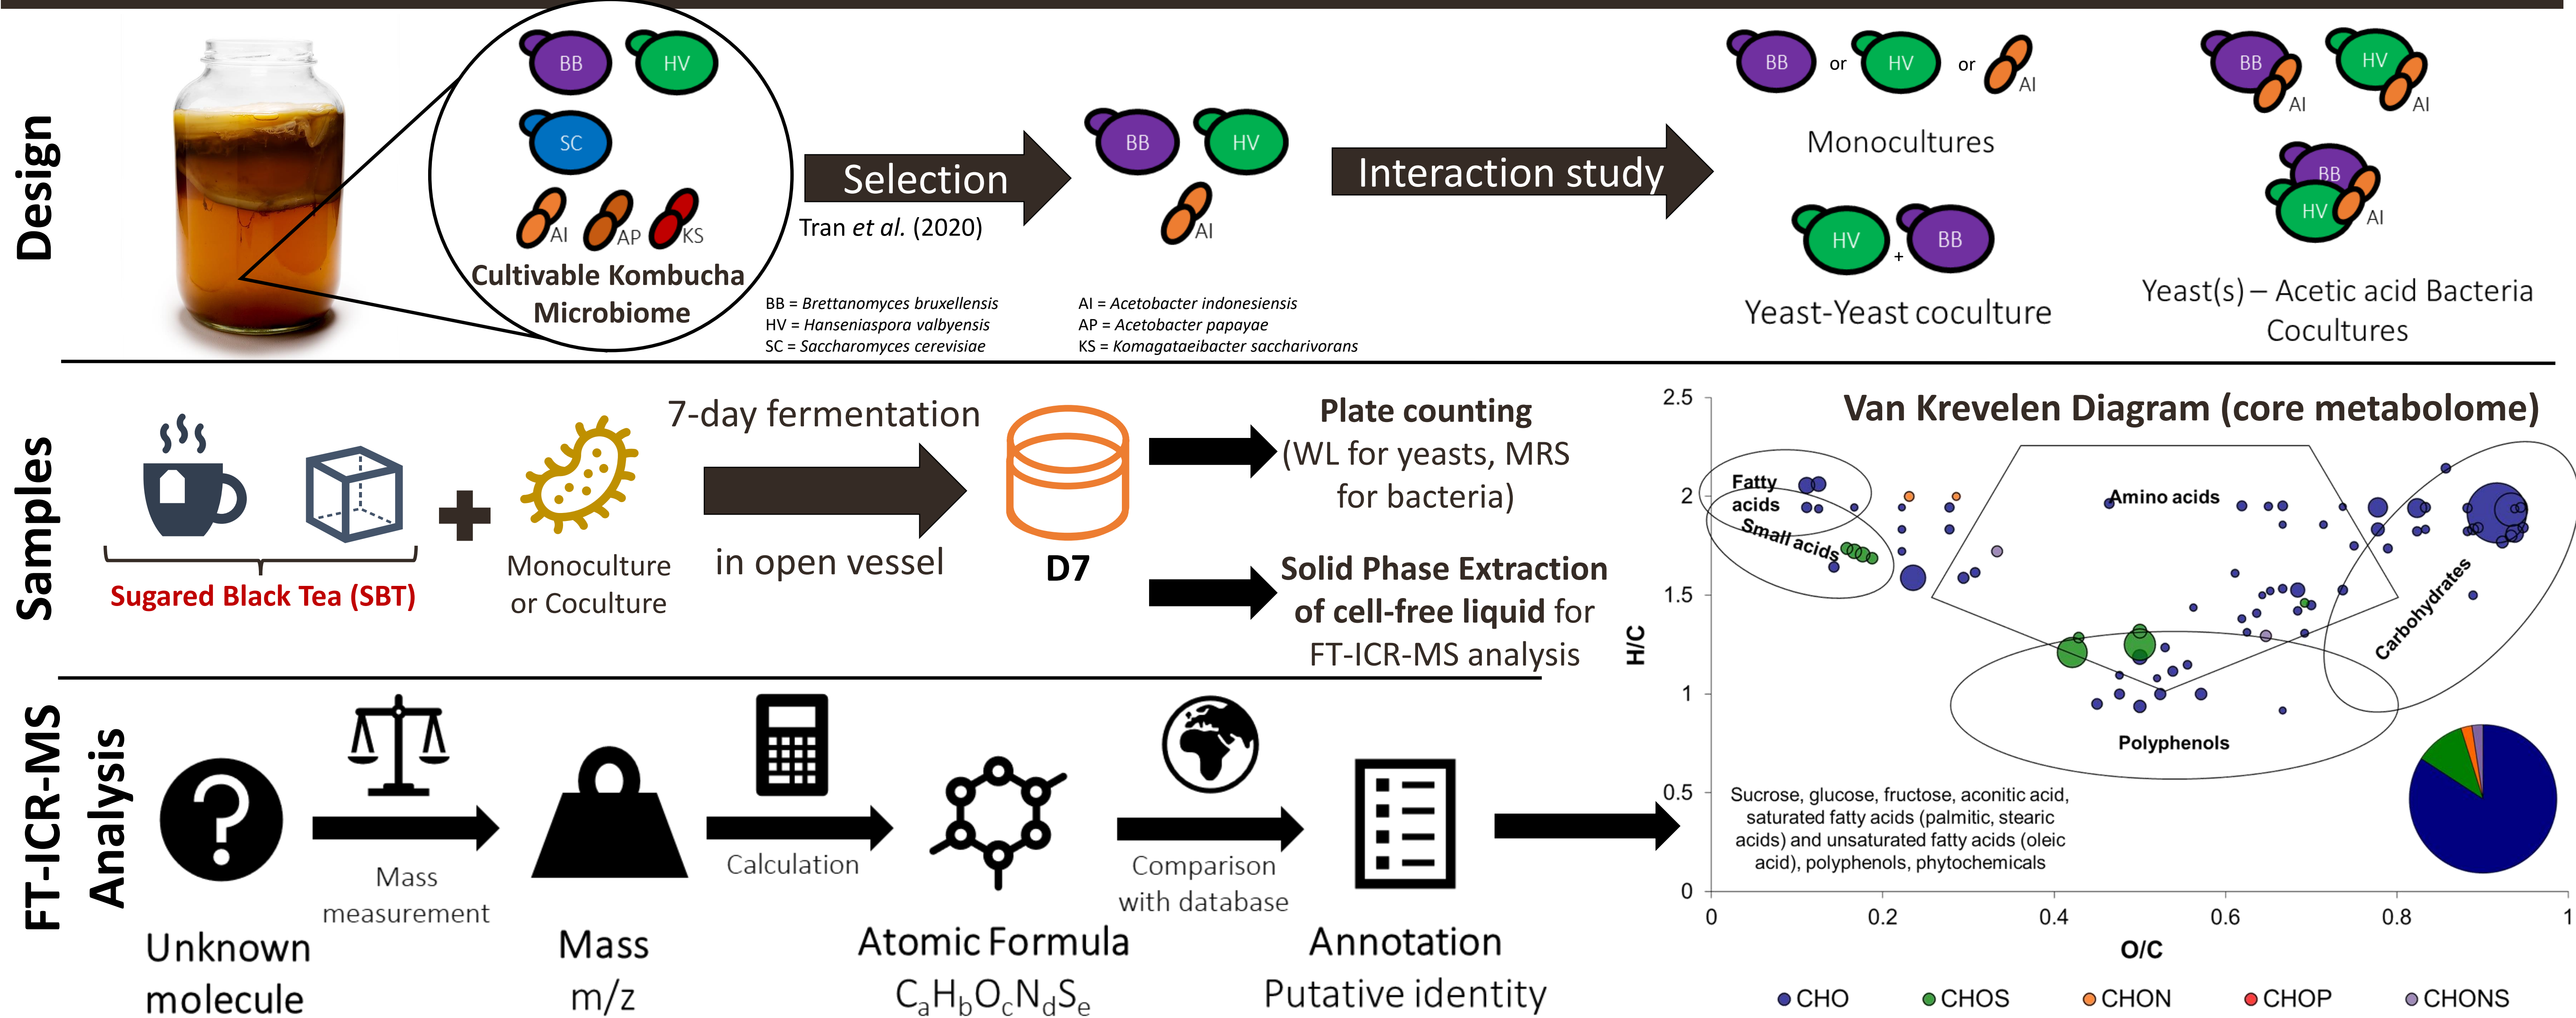 Design
BB
HV
SC
AI
AP
KS
Cultivable Kombucha
Microbiome
Selection
Tran et al. (2020)
BB
HV
AI
BB = Brettanomyces bruxellensis
HV = Hanseniaspora valbyensis
SC = Saccharomyces cerevisiae
AI = Acetobacter indonesiensis
AP = Acetobacter papayae
KS = Komagataeibacter saccharivorans
Interaction study
BB or HV or AI
Monocultures
HV + BB
Yeast-Yeast coculture
BB AI
HV AI
BB
HV AI
Yeast(s) – Acetic acid Bacteria
Cocultures
Samples
Sugared Black Tea (SBT)
Monoculture
or Coculture
7-day fermentation
in open vessel
D7
Plate counting
(WL for yeasts, MRS
for bacteria)
Solid Phase Extraction
of cell-free liquid for
FT-ICR-MS analysis
FT-ICR-MS
Analysis
Unknown
molecule
Mass
measurement
Mass
m/z
Calculation
Atomic Formula
CaHbOcNdSe
Comparison
with database
Annotation
Putative identity
Van Krevelen Diagram (core metabolome)
H/C
2.5
2
1.5
1
0.5
0
Fatty
acids
Small acids
Amino acids
Carbohydrates
Polyphenols
Sucrose, glucose, fructose, aconitic acid,
saturated fatty acids (palmitic, stearic
acids) and unsaturated fatty acids (oleic
acid), polyphenols, phytochemicals
0
0.2
0.4
0.6
0.8
1
O/C
CHO
CHOS
CHON
CHOP
CHONS